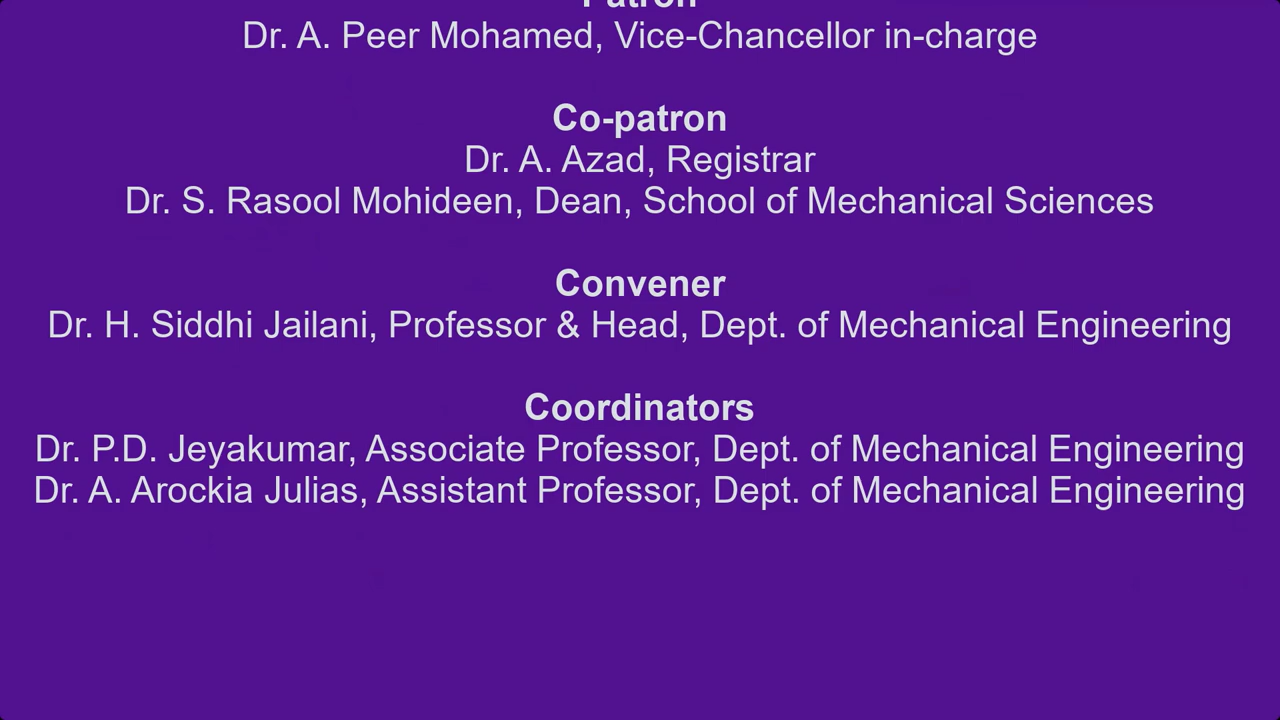 Patron
Dr. A. Peer Mohamed, Vice-Chancellor in-charge
Co-patron
Dr. A. Azad, Registrar
Dr. S. Rasool Mohideen, Dean, School of Mechanical Sciences
Convener
Dr. H. Siddhi Jailani, Professor & Head, Dept. of Mechanical Engineering
Coordinators
Dr. P.D. Jeyakumar, Associate Professor, Dept. of Mechanical Engineering
Dr. A. Arockia Julias, Assistant Professor, Dept. of Mechanical Engineering